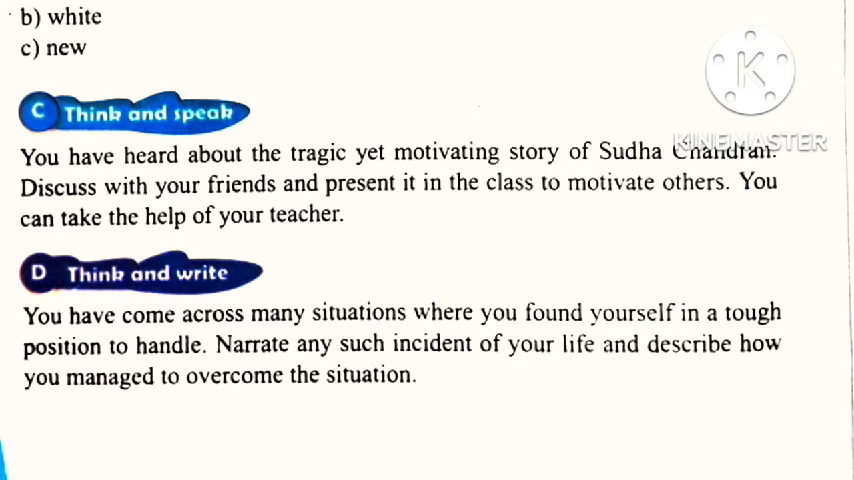 b) white
c) new
C Think and speak
You have heard about the tragic yet motivating story of Sudha Chandran.
Discuss with your friends and present it in the class to motivate others. You
can take the help of your teacher.
D Think and write
You have come across many situations where you found yourself in a tough
position to handle. Narrate any such incident of your life and describe how
you managed to overcome the situation.
K
KINEMASTER